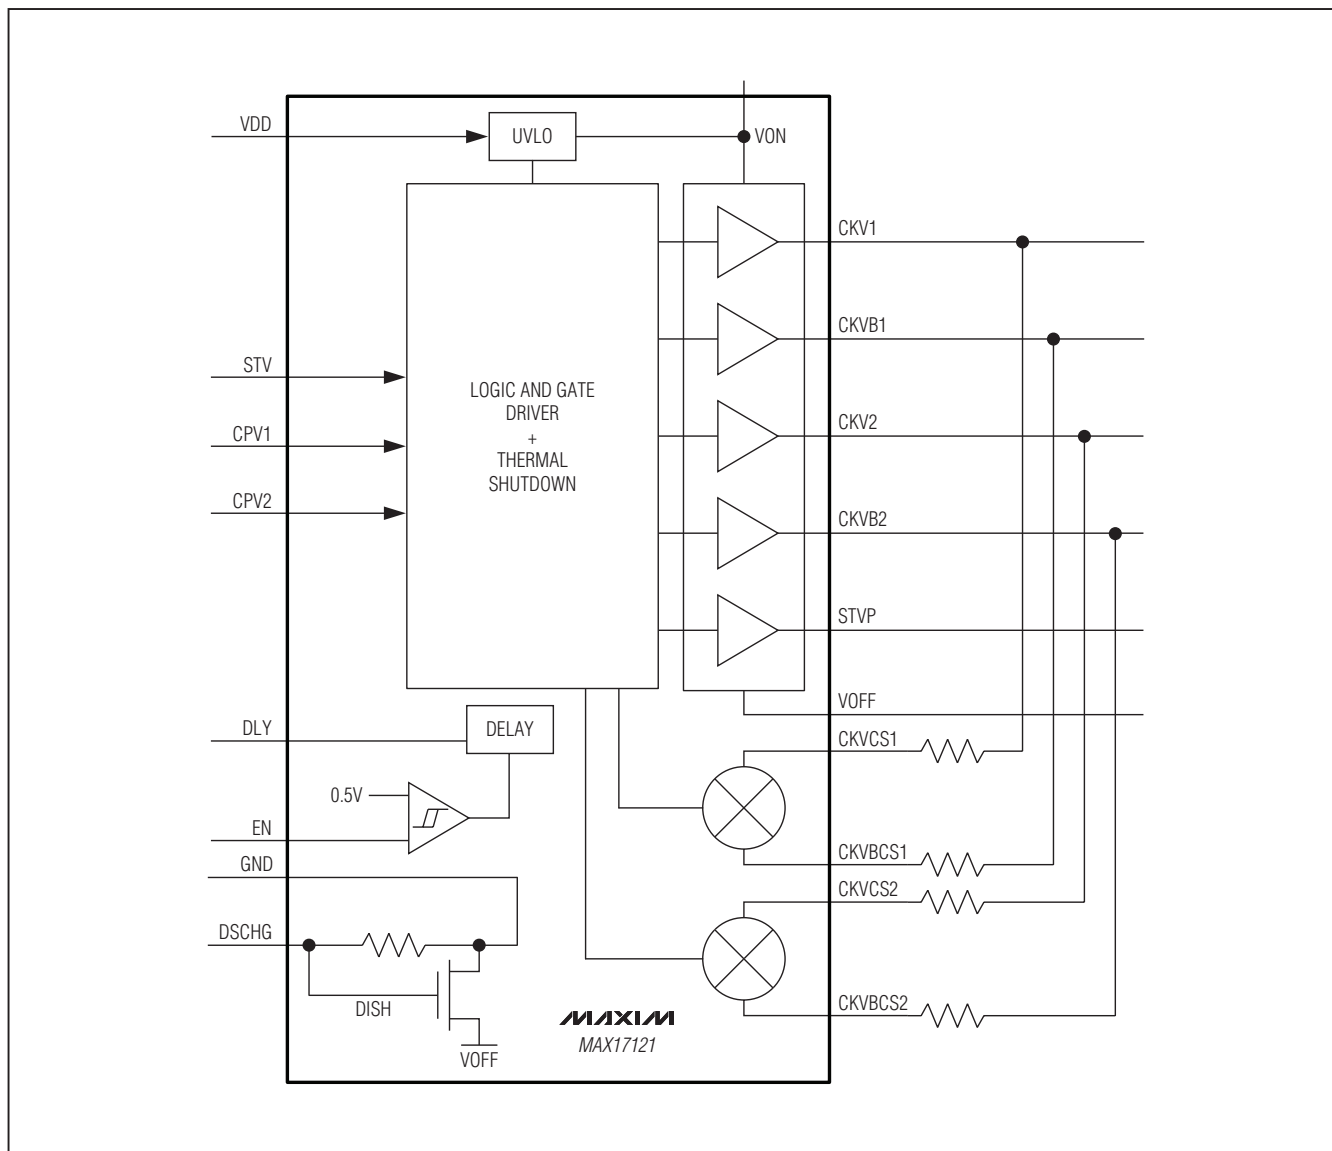 VDD
UVLO
VON
CKV1
CKVB1
STV
LOGIC AND GATE
DRIVER
+
THERMAL
SHUTDOWN
CPV1
CKV2
CPV2
CKVB2
STVP
VOFF
DLY
DELAY
CKVCS1
0.5V
EN
GND
CKVBCS1
CKVCS2
DSCHG
DISH
CKVBCS2
MAXIM
MAX17121
VOFF